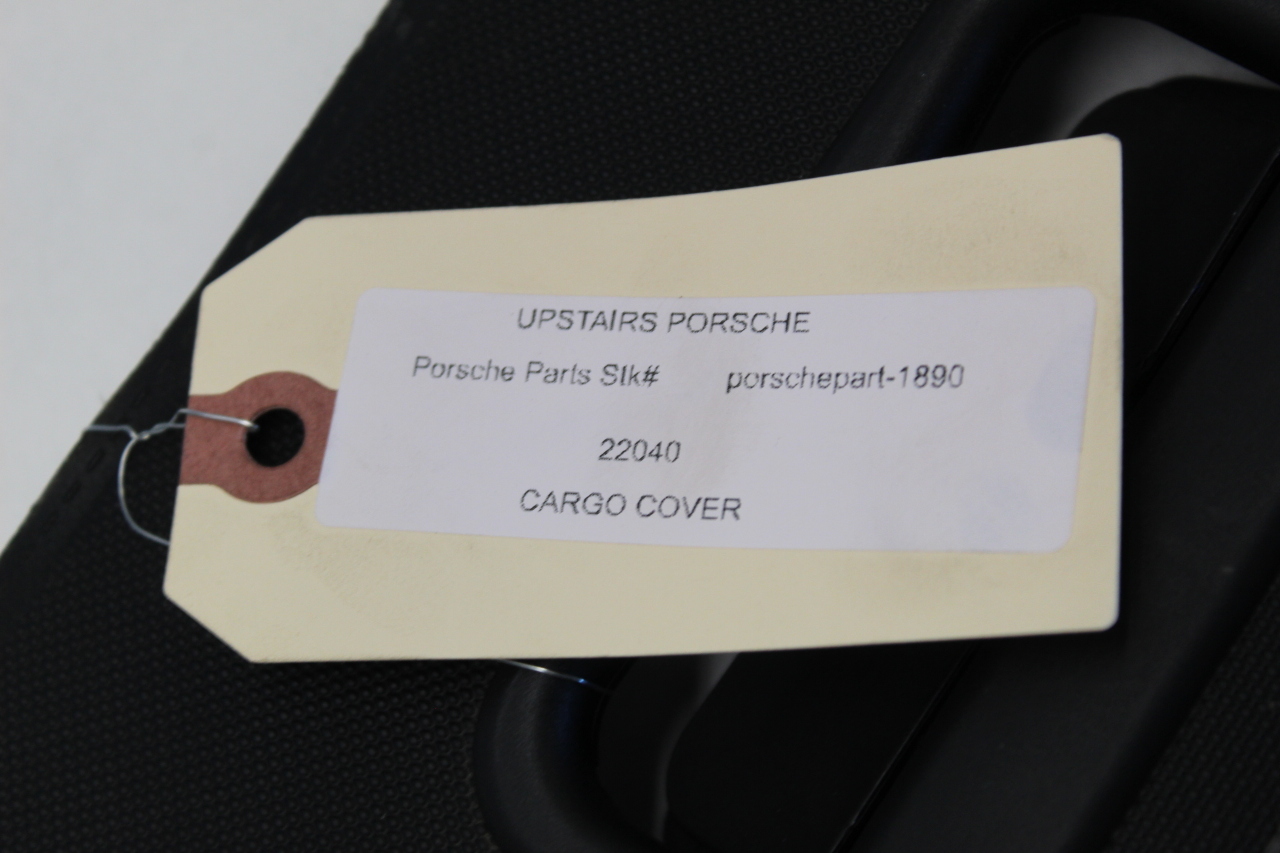 UPSTAIRS PORSCHE
Porsche Parts Stk# porschepart-1890
22040
CARGO COVER